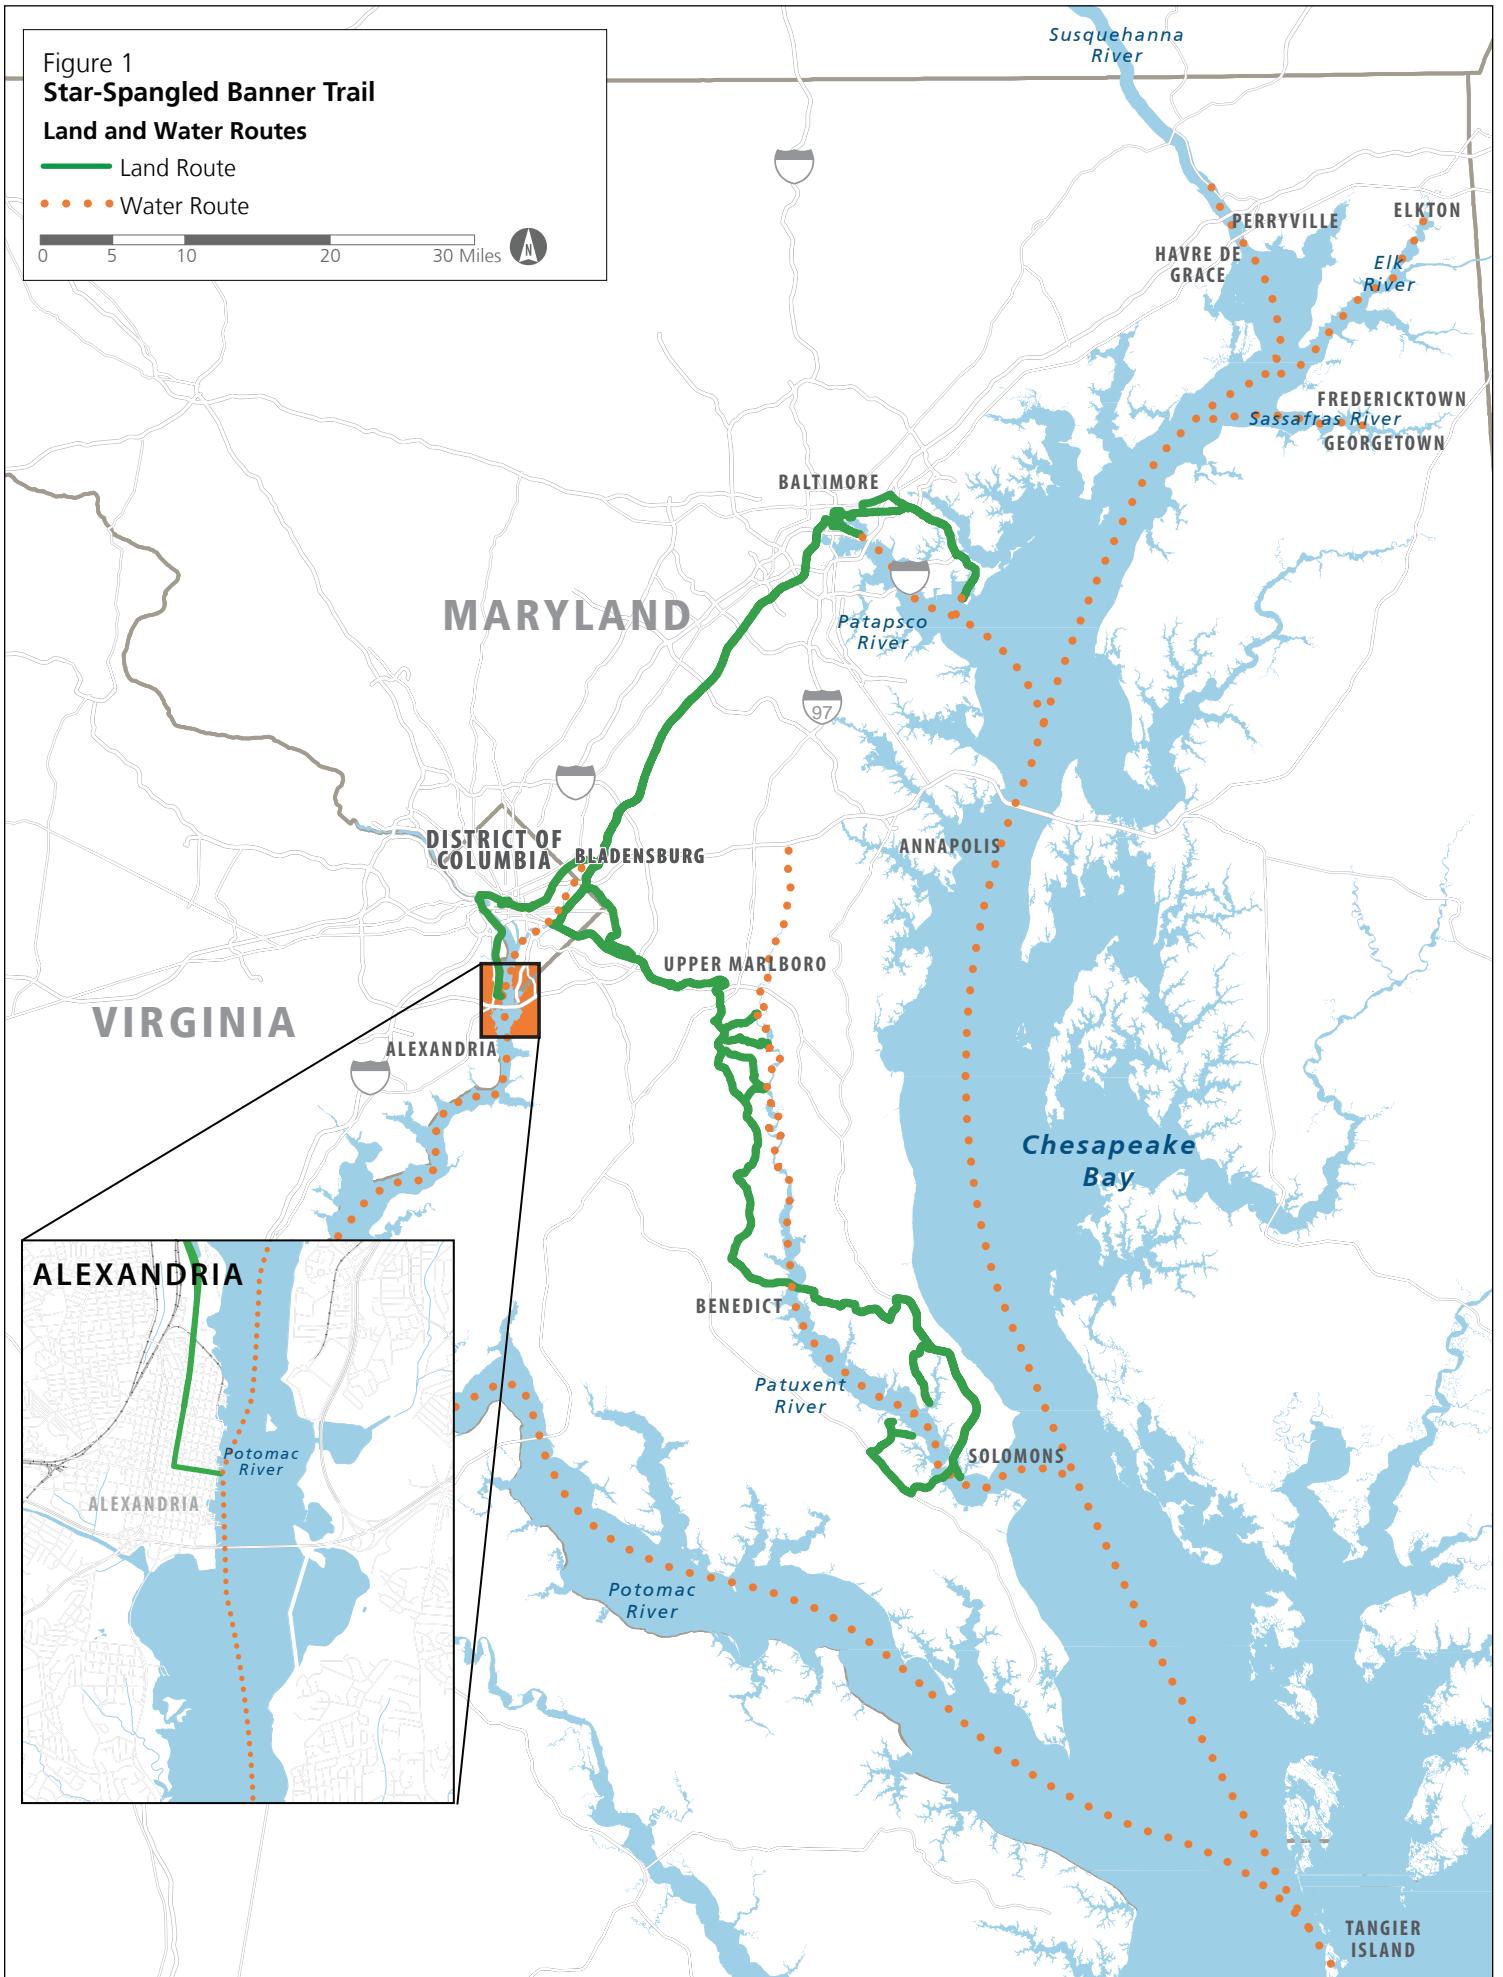 Figure 1
Star-Spangled Banner Trail
Land and Water Routes
Land Route
Water Route
0 5 10 20 30 Miles
N
Susquehanna
River
PERRYVILLE
ELKTON
HAVRE DE
GRACE
Elk
River
FREDERICKTOWN
Sassafras River
GEORGETOWN
BALTIMORE
MARYLAND
Patapsco
River
97
DISTRICT OF
COLUMBIA
BLADENSBURG
ANNAPOLIS
UPPER MARLBORO
VIRGINIA
ALEXANDRIA
Chesapeake
Bay
ALEXANDRIA
BENEDICT
Patuxent
River
SOLOMONS
Potomac
River
ALEXANDRIA
Potomac
River
TANGIER
ISLAND